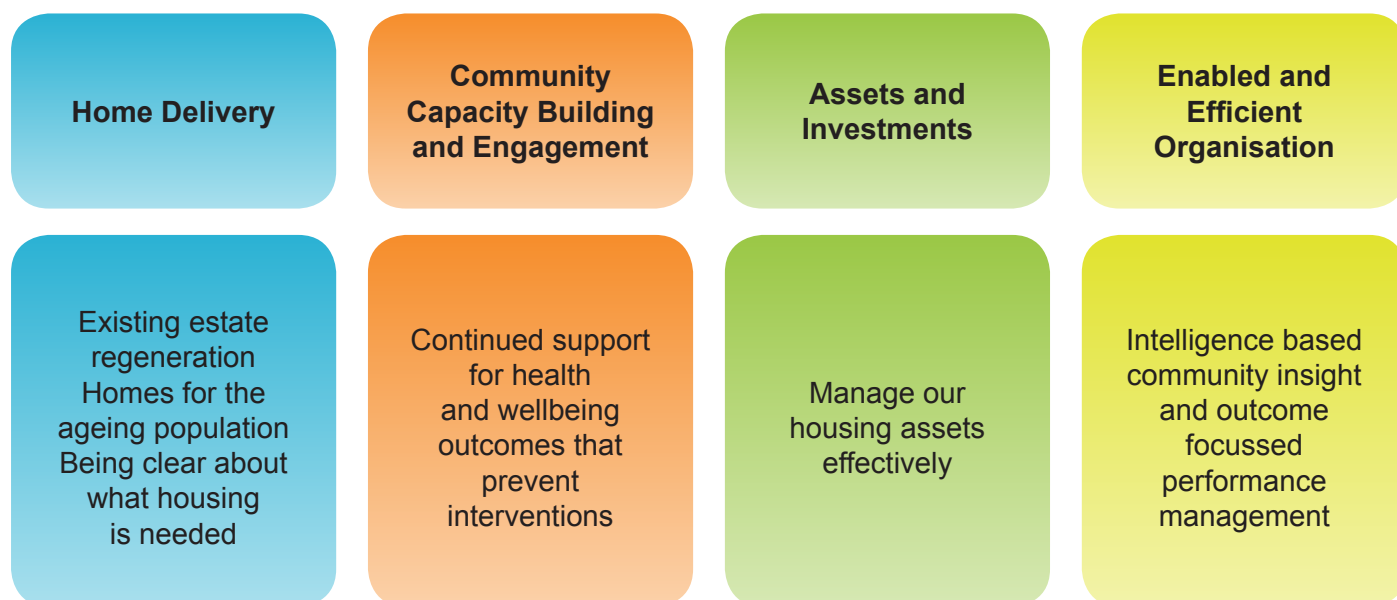 Home Delivery
Community
Capacity Building
and Engagement
Assets and
Investments
Enabled and
Efficient
Organisation
Existing estate
regeneration
Homes for the
ageing population
Being clear about
what housing
is needed
Continued support
for health
and wellbeing
outcomes that
prevent
interventions
Manage our
housing assets
effectively
Intelligence based
community insight
and outcome
focussed
performance
management